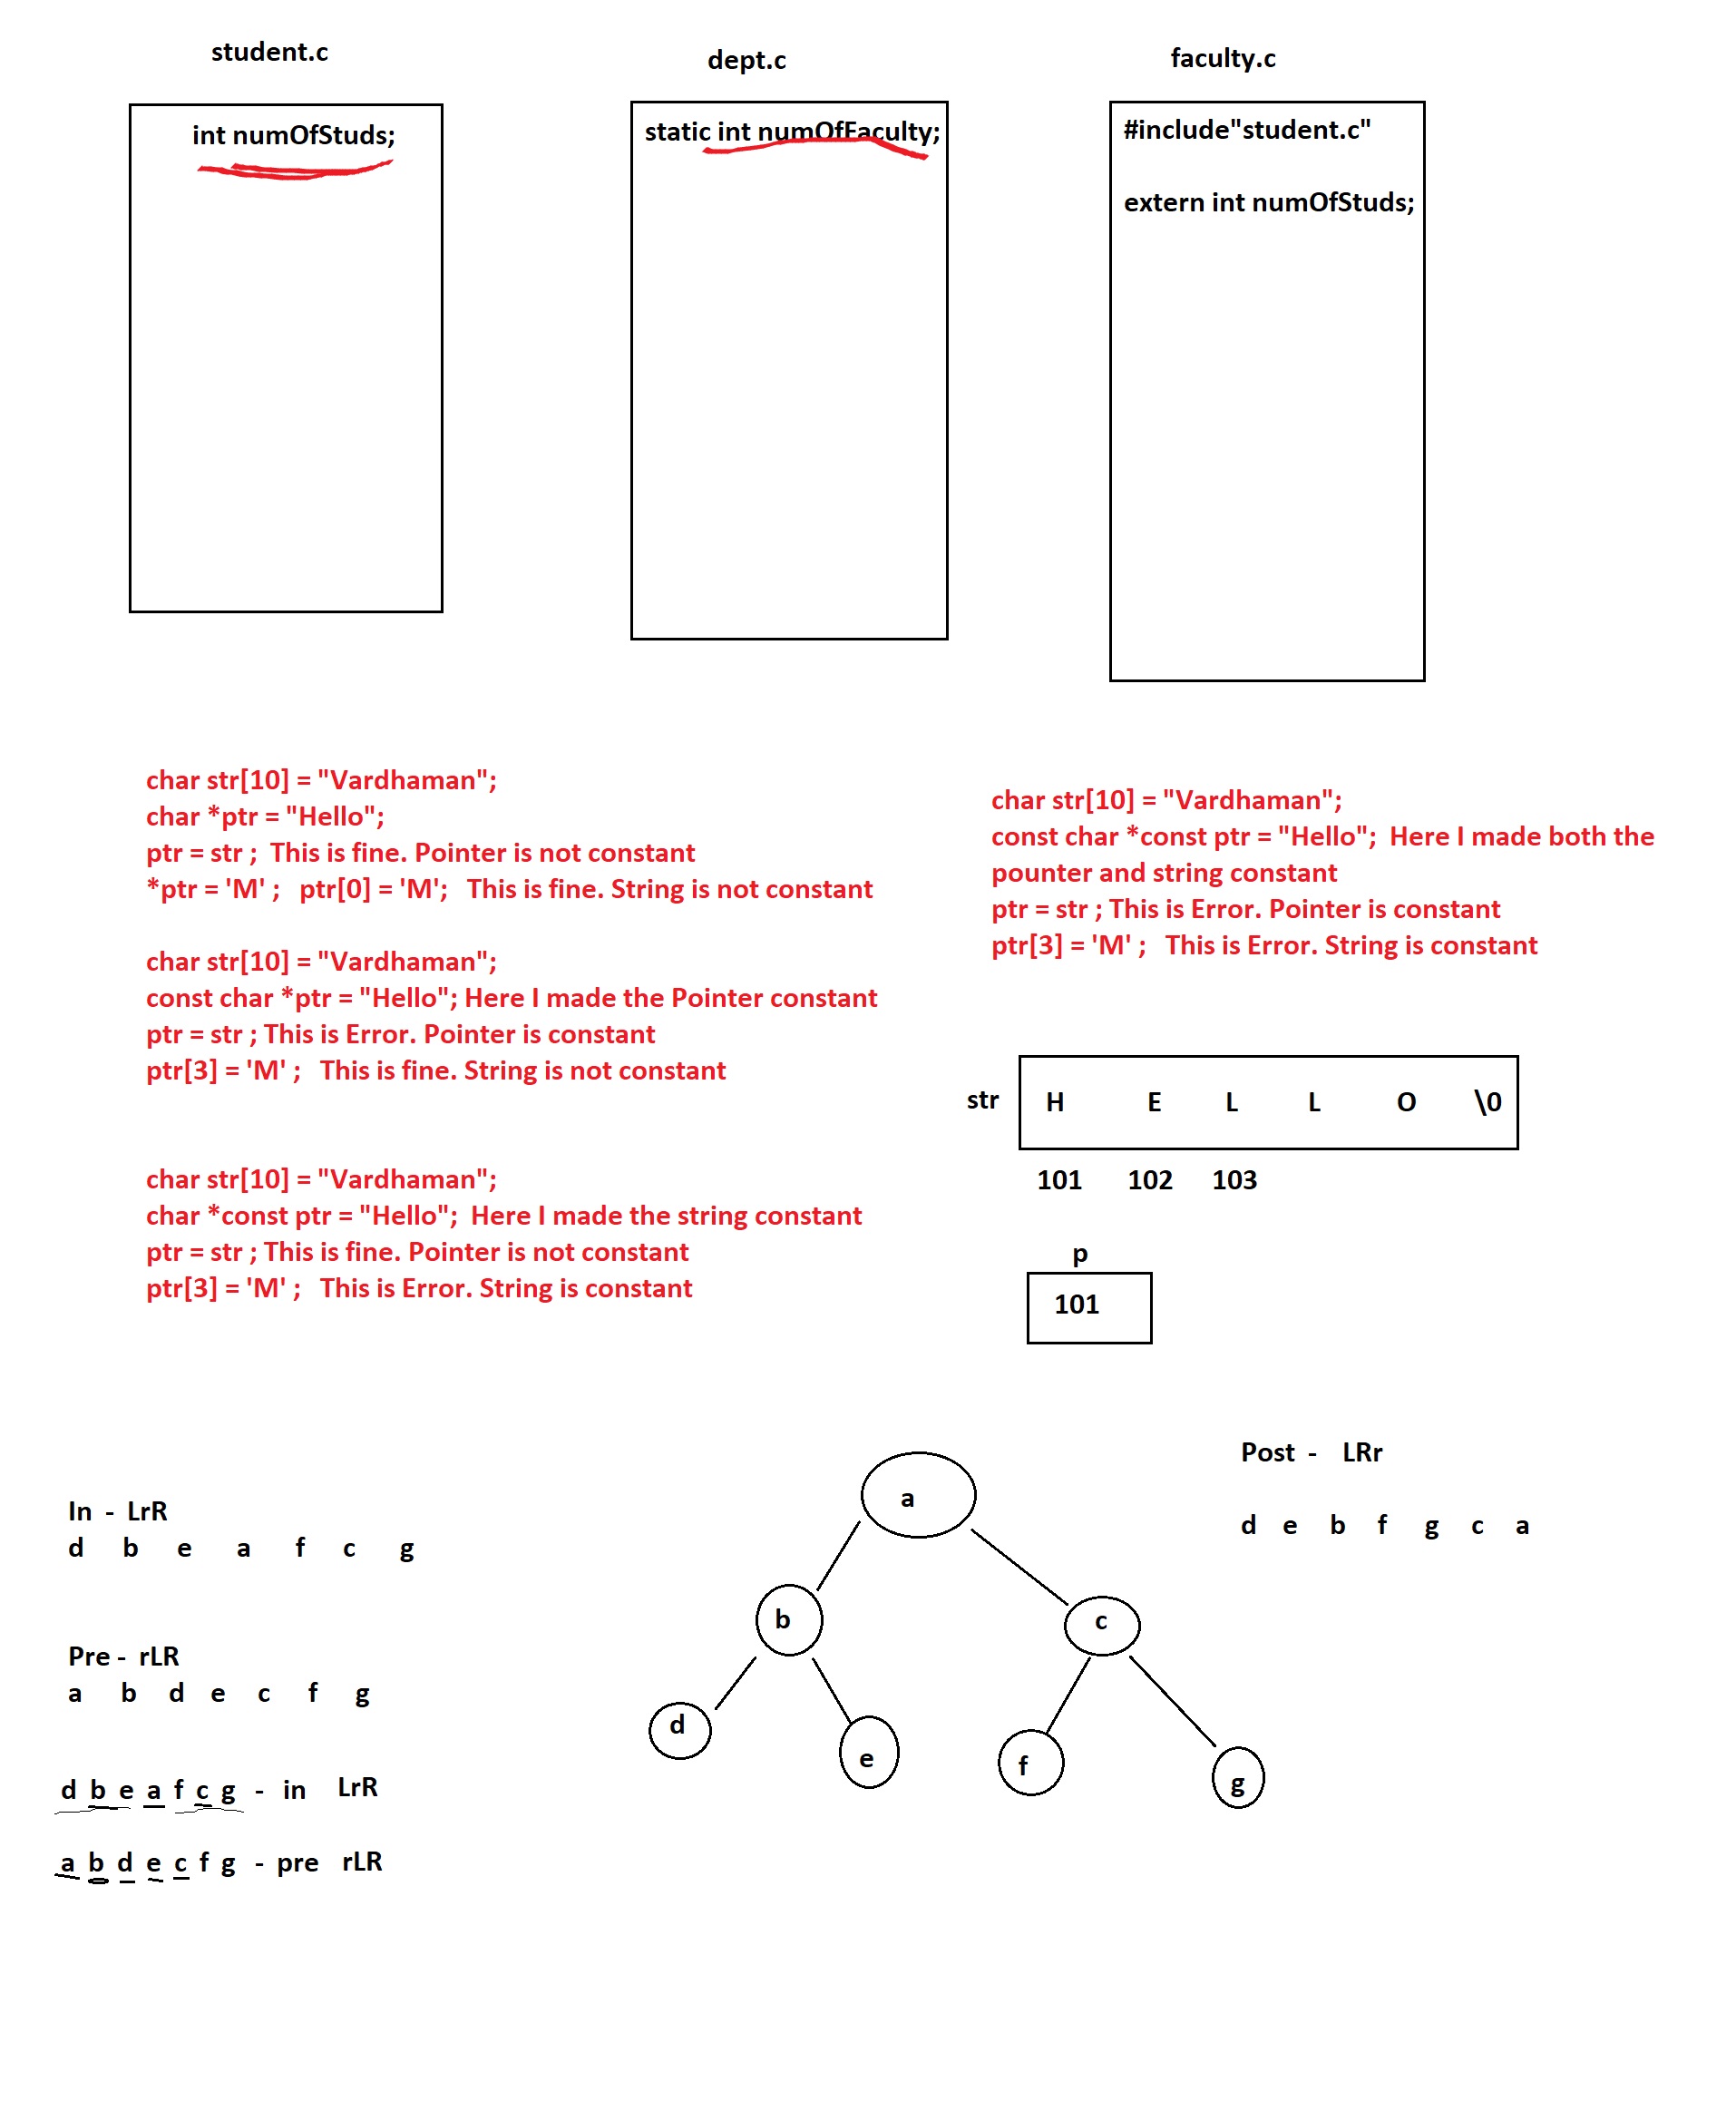 student.c
int numOfStuds;
dept.c
static int numOfFaculty;
faculty.c
#include"student.c"
extern int numOfStuds;
char str[10] = "Vardhaman";
char *ptr = "Hello";
ptr = str ;  This is fine. Pointer is not constant
*ptr = 'M' ;   ptr[0] = 'M';   This is fine. String is not constant
char str[10] = "Vardhaman";
const char *ptr = "Hello"; Here I made the Pointer constant
ptr = str ; This is Error. Pointer is constant
ptr[3] = 'M' ;   This is fine. String is not constant
char str[10] = "Vardhaman";
char *const ptr = "Hello";  Here I made the string constant
ptr = str ; This is fine. Pointer is not constant
ptr[3] = 'M' ;   This is Error. String is constant
char str[10] = "Vardhaman";
const char *const ptr = "Hello";  Here I made both the
pounter and string constant
ptr = str ; This is Error. Pointer is constant
ptr[3] = 'M' ;   This is Error. String is constant
str H E L L O \0
101 102 103
p
101
In - LrR
d b e a f c g
Pre - rLR
a b d e c f g
d b e a f c g - in LrR
a b d e c f g - pre rLR
a
b c
d e f g
Post - LRr
d e b f g c a